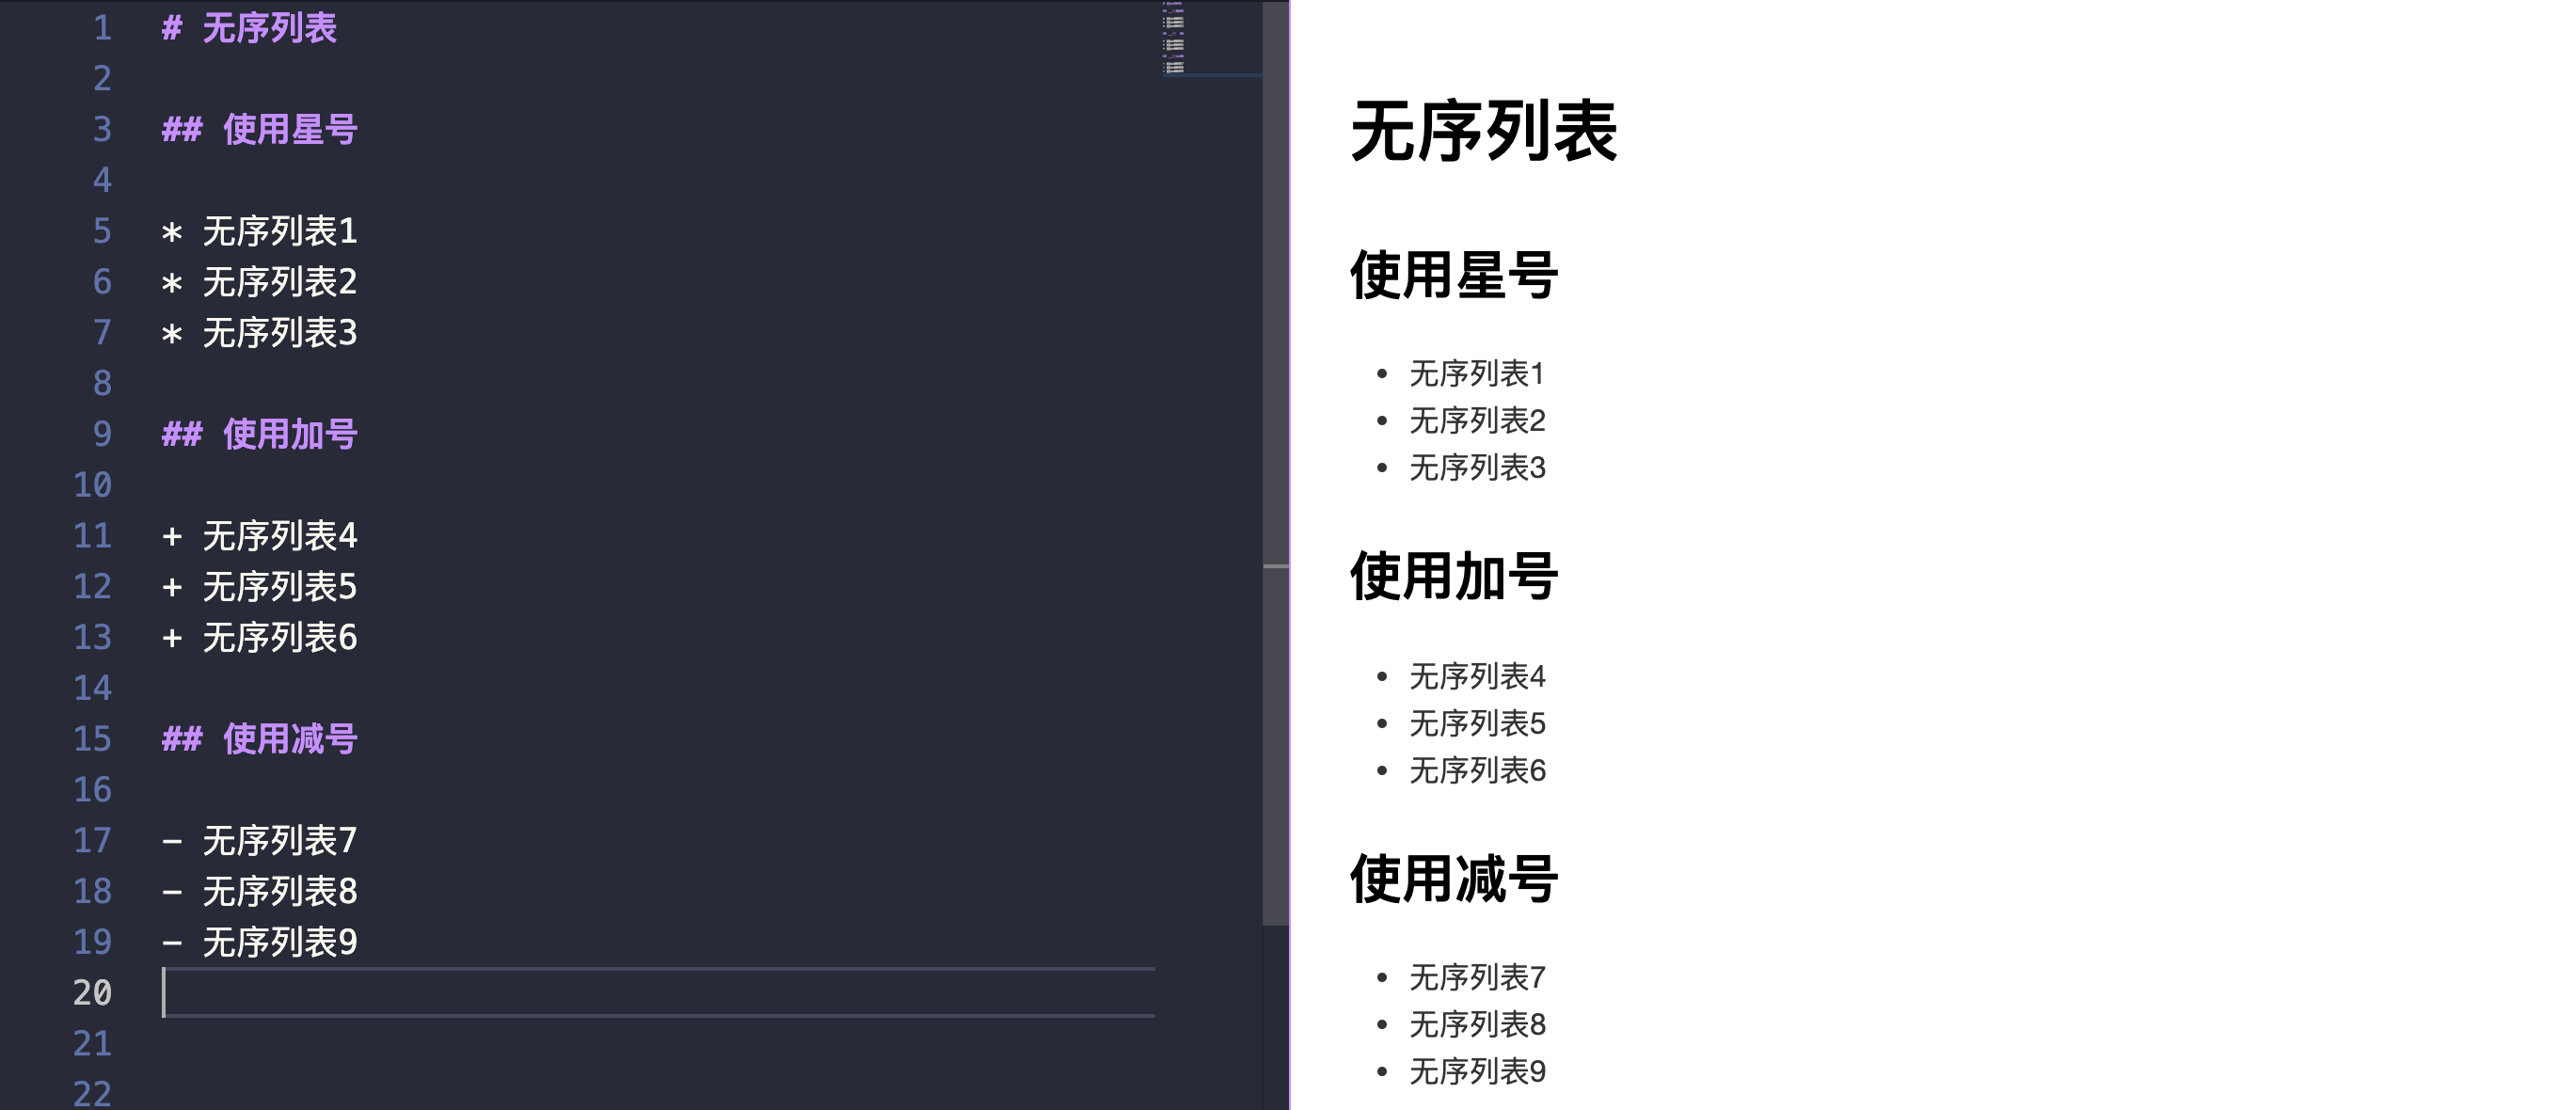 1 # 无序列表
2
3 ## 使用星号
4
5 * 无序列表1
6 * 无序列表2
7 * 无序列表3
8
9 ## 使用加号
10
11 + 无序列表4
12 + 无序列表5
13 + 无序列表6
14
15 ## 使用减号
16
17 - 无序列表7
18 - 无序列表8
19 - 无序列表9
20
21
22
无序列表
使用星号
• 无序列表1
• 无序列表2
• 无序列表3
使用加号
• 无序列表4
• 无序列表5
• 无序列表6
使用减号
• 无序列表7
• 无序列表8
• 无序列表9